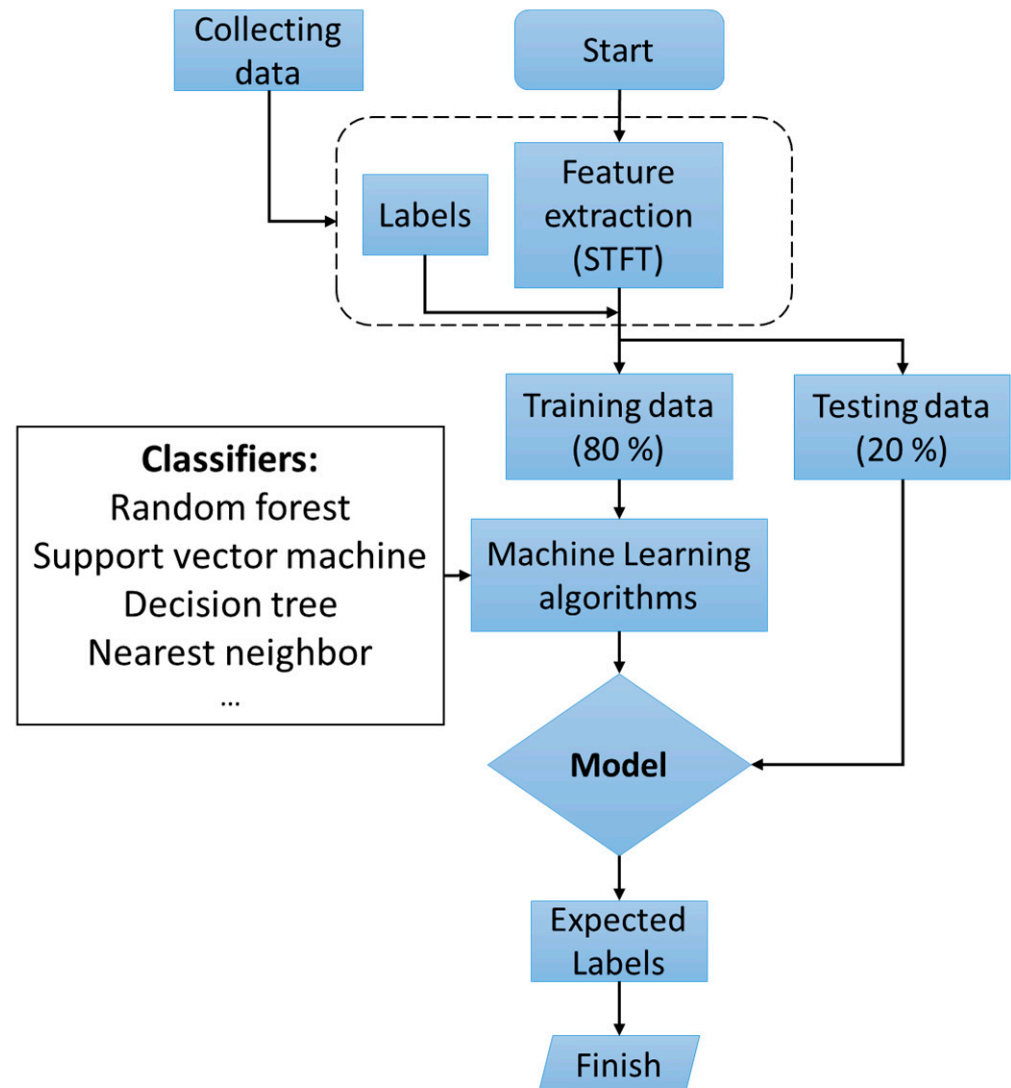 Collecting
data
Start
Labels
Feature
extraction
(STFT)
Training data
(80 %)
Testing data
(20 %)
Classifiers:
Random forest
Support vector machine
Decision tree
Nearest neighbor
...
Machine Learning
algorithms
Model
Expected
Labels
Finish